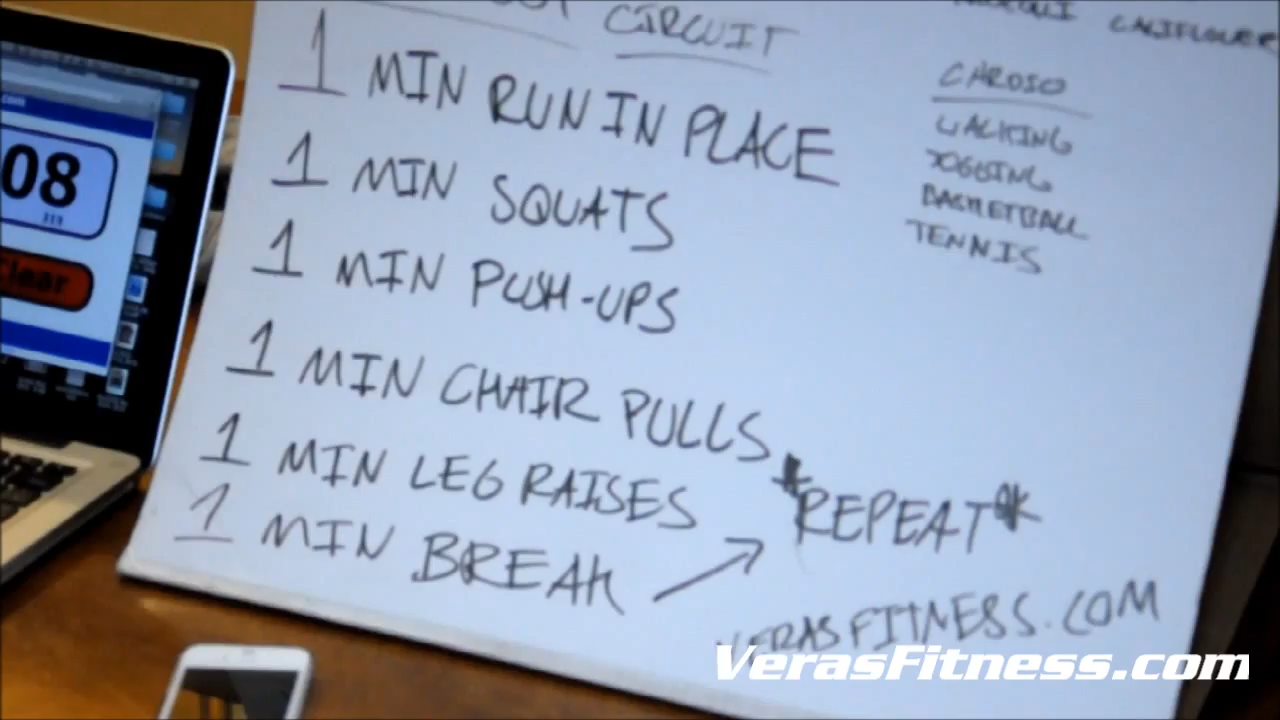 CIRCUIT
1 MIN RUN IN PLACE
1 MIN SQUATS
1 MIN PUSH-UPS
1 MIN CHAIR PULLS
1 MIN LEG RAISES
1 MIN BREAK
*REPEAT*
VERASFITNESS.COM
CALIFLOWER
CARDIO
WALKING
JOGGING
BASKETBALL
TENNIS
08
Clear
VerasFitness.com